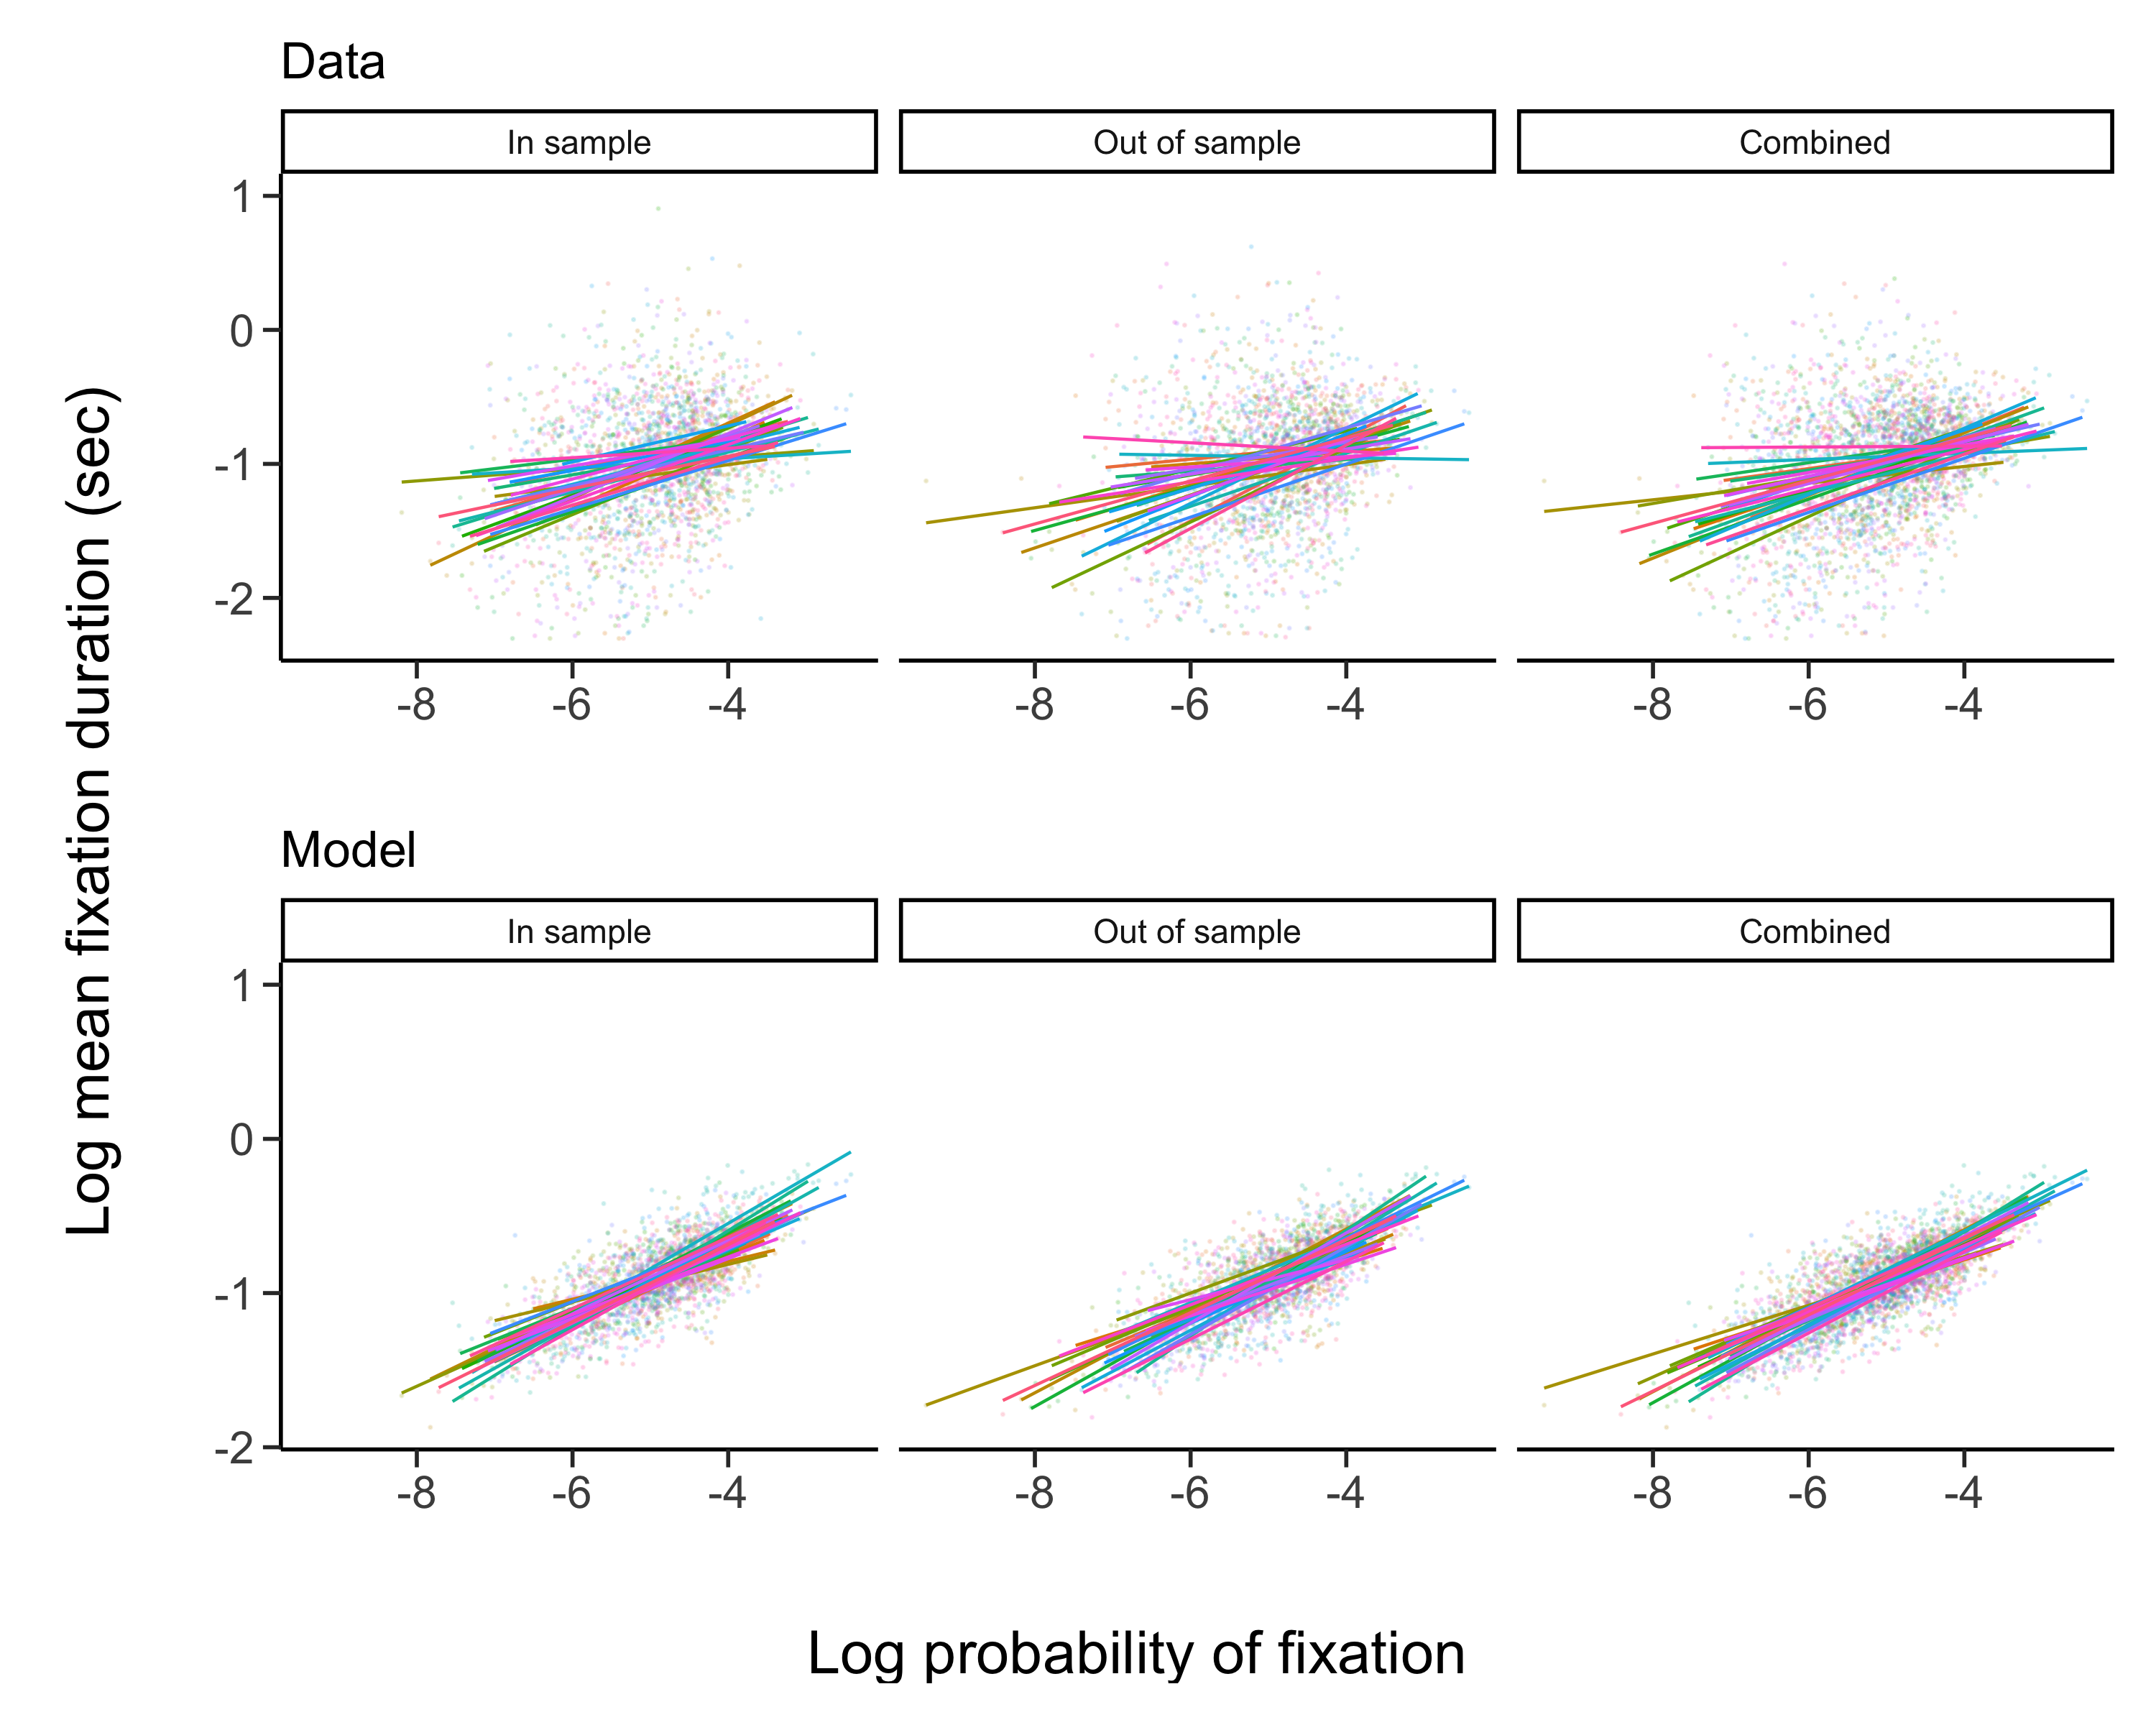 Data
In sample Out of sample Combined
1
0
-1
-2
-8 -6 -4 -8 -6 -4 -8 -6 -4
Log mean fixation duration (sec)
Model
In sample Out of sample Combined
1
0
-1
-2
-8 -6 -4 -8 -6 -4 -8 -6 -4
Log probability of fixation